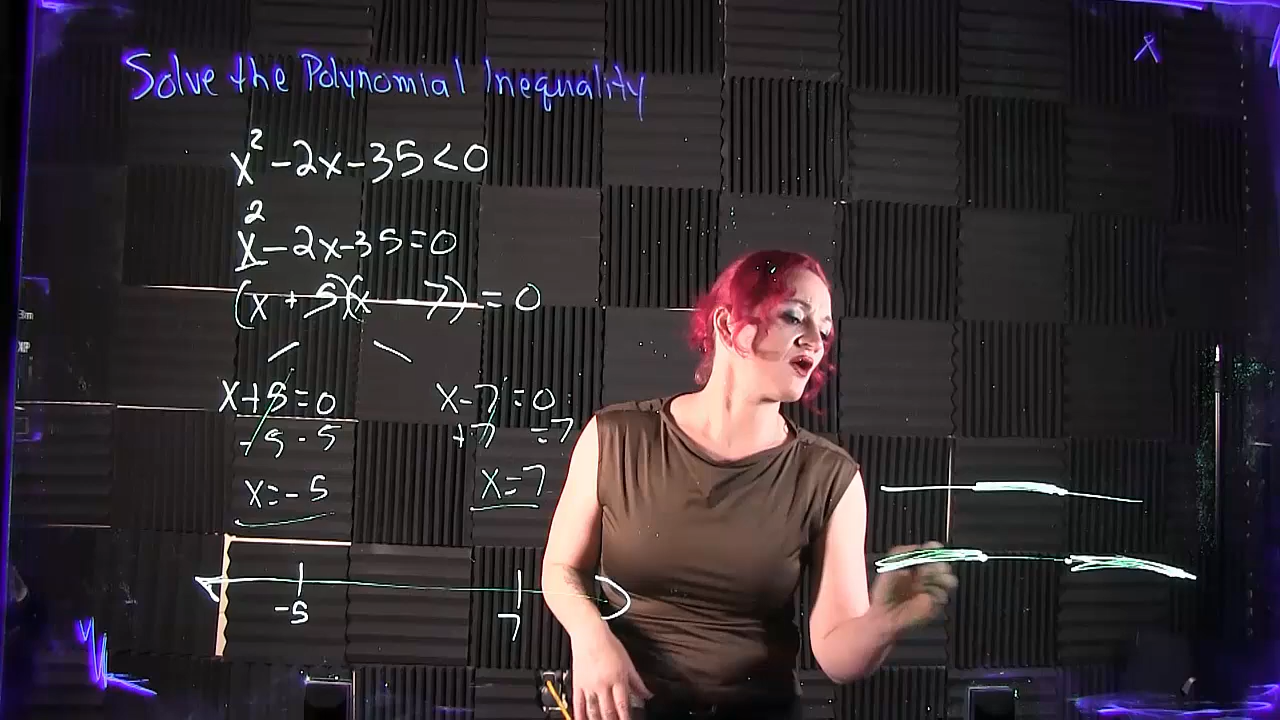 Solve the Polynomial Inequality
x² - 2x - 35 < 0
x² - 2x - 35 = 0
(x + 5)(x - 7) = 0
x + 5 = 0 x - 7 = 0
-5 -5 +7 =7
x = -5 x = 7
-5 7